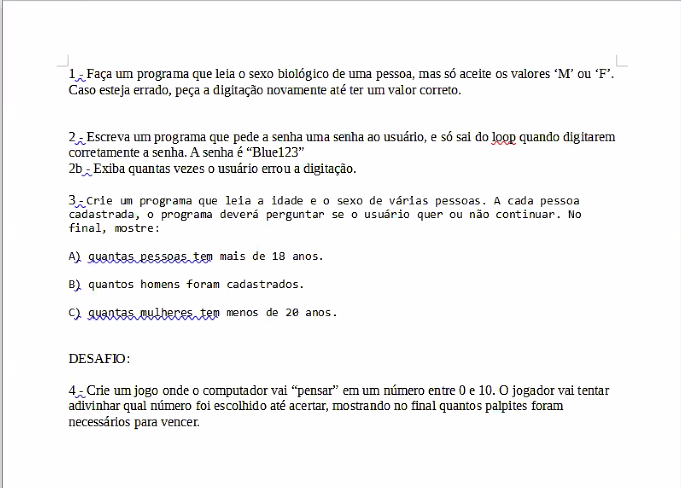 1 - Faça um programa que leia o sexo biológico de uma pessoa, mas só aceite os valores ‘M’ ou ‘F’.
Caso esteja errado, peça a digitação novamente até ter um valor correto.
2 - Escreva um programa que pede a senha uma senha ao usuário, e só sai do loop quando digitarem
corretamente a senha. A senha é “Blue123”
2b - Exiba quantas vezes o usuário errou a digitação.
3 - Crie um programa que leia a idade e o sexo de várias pessoas. A cada pessoa
cadastrada, o programa deverá perguntar se o usuário quer ou não continuar. No
final, mostre:
A) quantas pessoas tem mais de 18 anos.
B) quantos homens foram cadastrados.
C) quantas mulheres tem menos de 20 anos.
DESAFIO:
4 - Crie um jogo onde o computador vai “pensar” em um número entre 0 e 10. O jogador vai tentar
adivinhar qual número foi escolhido até acertar, mostrando no final quantos palpites foram
necessários para vencer.